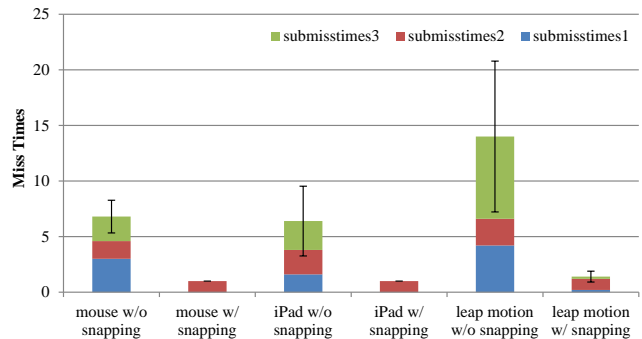 25
20
15
10
5
0
Miss Times
submisstimes3 submisstimes2 submisstimes1
mouse w/o snapping
mouse w/ snapping
iPad w/o snapping
iPad w/ snapping
leap motion w/o snapping
leap motion w/ snapping